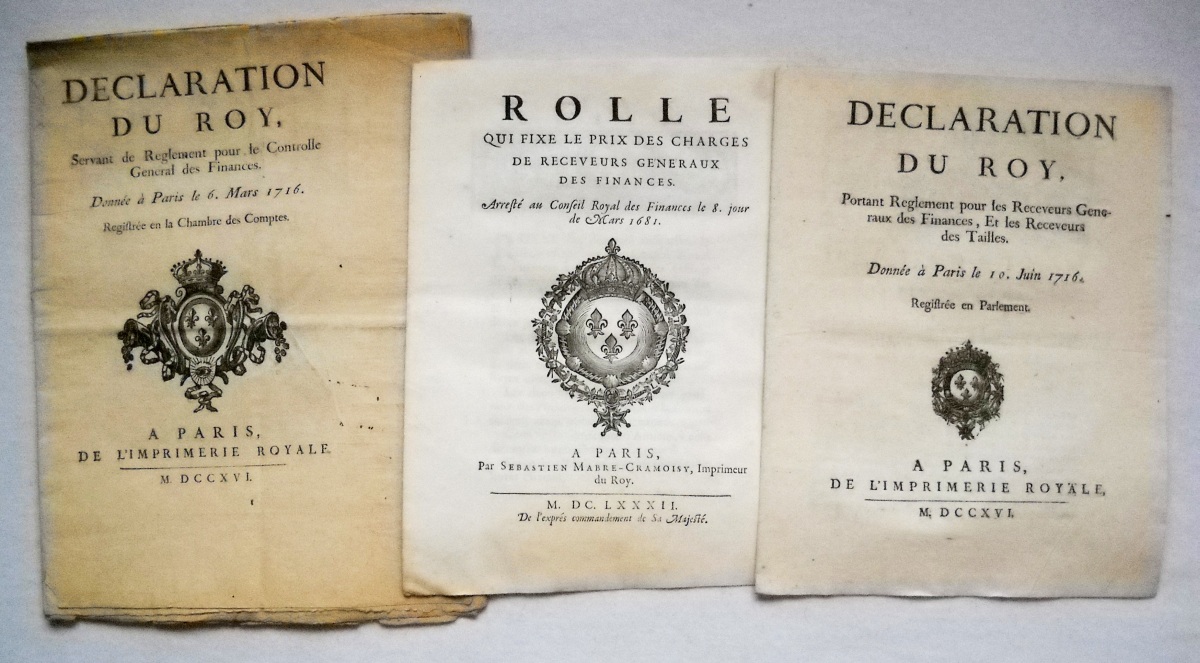 DECLARATION
DU ROY,
Servant de Reglement pour le Controlle
General des Finances.
Donnée à Paris le 6. Mars 1716.
Registrée en la Chambre des Comptes.
A PARIS,
DE L'IMPRIMERIE ROYALE.
M. DCCXVI.
ROLLE
QUI FIXE LE PRIX DES CHARGES
DE RECEVEURS GENERAUX
DES FINANCES.
Arresté au Conseil Royal des Finances le 8. jour
de Mars 1681.
A PARIS,
Par SEBASTIEN MABRE-CRAMOISY, Imprimeur
du Roy.
M. DC. LXXXII.
De l'exprés commandement de Sa Majesté.
DECLARATION
DU ROY,
Portant Reglement pour les Receveurs Gene-
raux des Finances, Et les Receveurs
des Tailles.
Donnée à Paris le 10. Juin 1716.
Registrée en Parlement.
A PARIS,
DE L'IMPRIMERIE ROYALE,
M. DCCXVI.